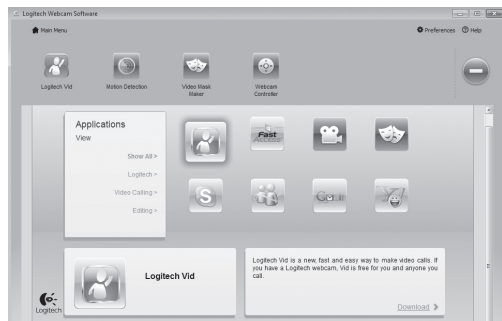 Logitech Webcam Software
Main Menu
Preferences
Help
Logitech Vid
Motion Detection
Video Mask
Maker
Webcam
Controller
Applications
View
Show All >
Logitech >
Video Calling >
Editing >
Fast
Access
S
Gmail
Logitech Vid
Logitech Vid is a new, fast and easy way to make video calls. If
you have a Logitech webcam, Vid is free for you and anyone you
call.
Download >
Logitech